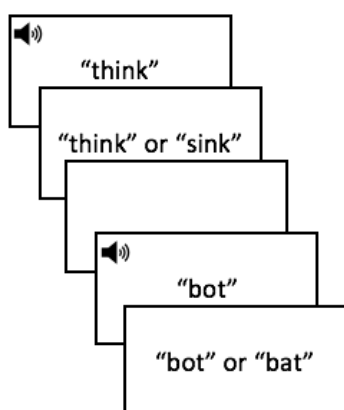 “think”
“think” or “sink”
“bot”
“bot” or “bat”